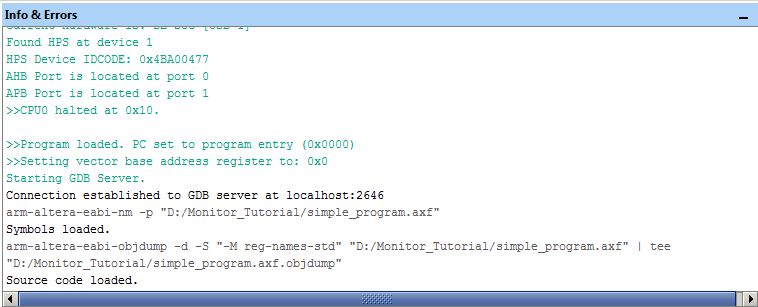 Info & Errors
Found HPS at device 1
HPS Device IDCODE: 0x4BA00477
AHB Port is located at port 0
APB Port is located at port 1
>>CPU0 halted at 0x10.
>>Program loaded. PC set to program entry (0x0000)
>>Setting vector base address register to: 0x0
Starting GDB Server.
Connection established to GDB server at localhost:2646
arm-altera-eabi-nm -p "D:/Monitor_Tutorial/simple_program.axf"
Symbols loaded.
arm-altera-eabi-objdump -d -S "-M reg-names-std" "D:/Monitor_Tutorial/simple_program.axf" | tee
"D:/Monitor_Tutorial/simple_program.axf.objdump"
Source code loaded.